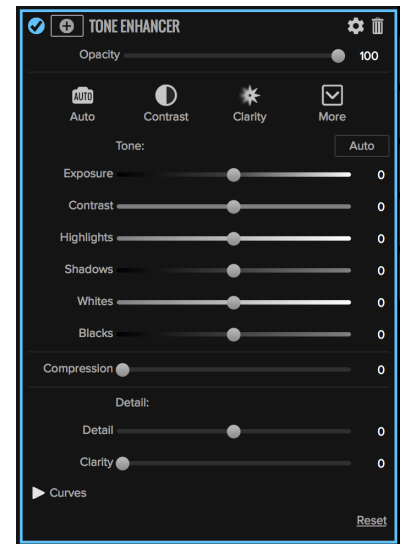 TONE ENHANCER
Opacity 100
AUTO
Auto Contrast Clarity More
Tone: Auto
Exposure 0
Contrast 0
Highlights 0
Shadows 0
Whites 0
Blacks 0
Compression 0
Detail:
Detail 0
Clarity 0
Curves
Reset